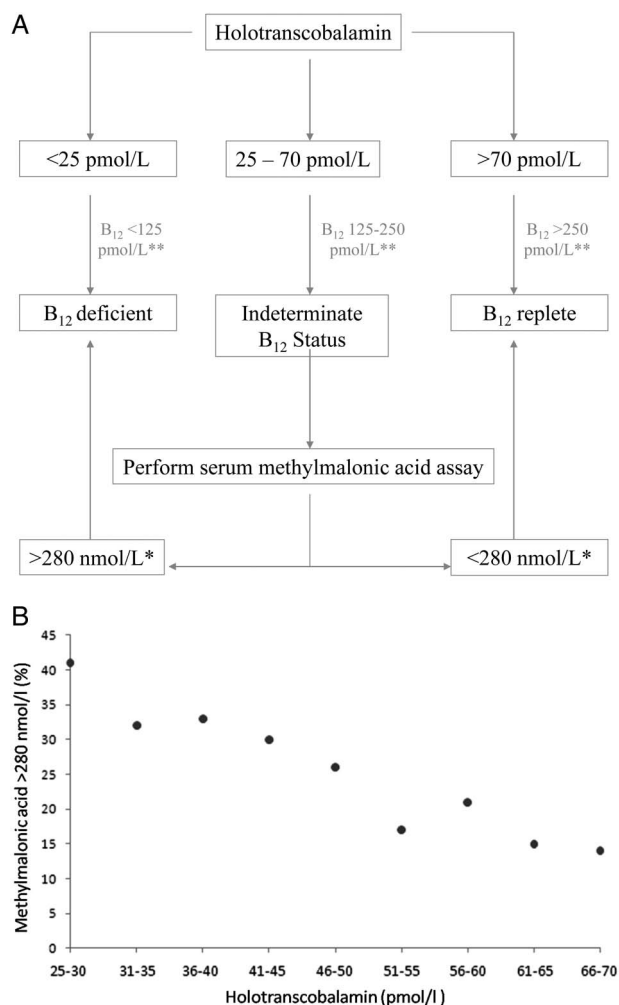 A
Holotranscobalamin
<25 pmol/L
25 – 70 pmol/L
>70 pmol/L
B₁₂ <125
pmol/L**
B₁₂ 125-250
pmol/L**
B₁₂ >250
pmol/L**
B₁₂ deficient
Indeterminate
B₁₂ Status
B₁₂ replete
Perform serum methylmalonic acid assay
>280 nmol/L*
<280 nmol/L*
B
Methylmalonic acid >280 nmol/l (%)
45
40
35
30
25
20
15
10
5
0
25-30 31-35 36-40 41-45 46-50 51-55 56-60 61-65 66-70
Holotranscobalamin (pmol/l )